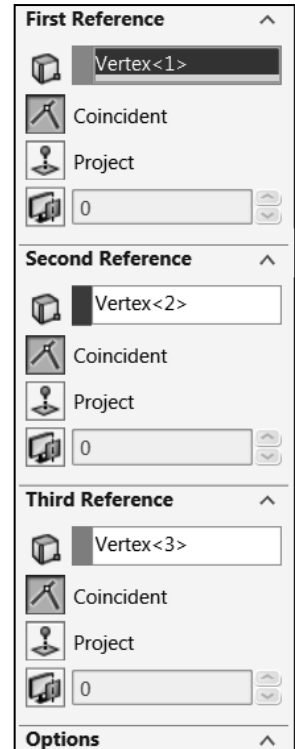 First Reference
Vertex<1>
Coincident
Project
0
Second Reference
Vertex<2>
Coincident
Project
0
Third Reference
Vertex<3>
Coincident
Project
0
Options